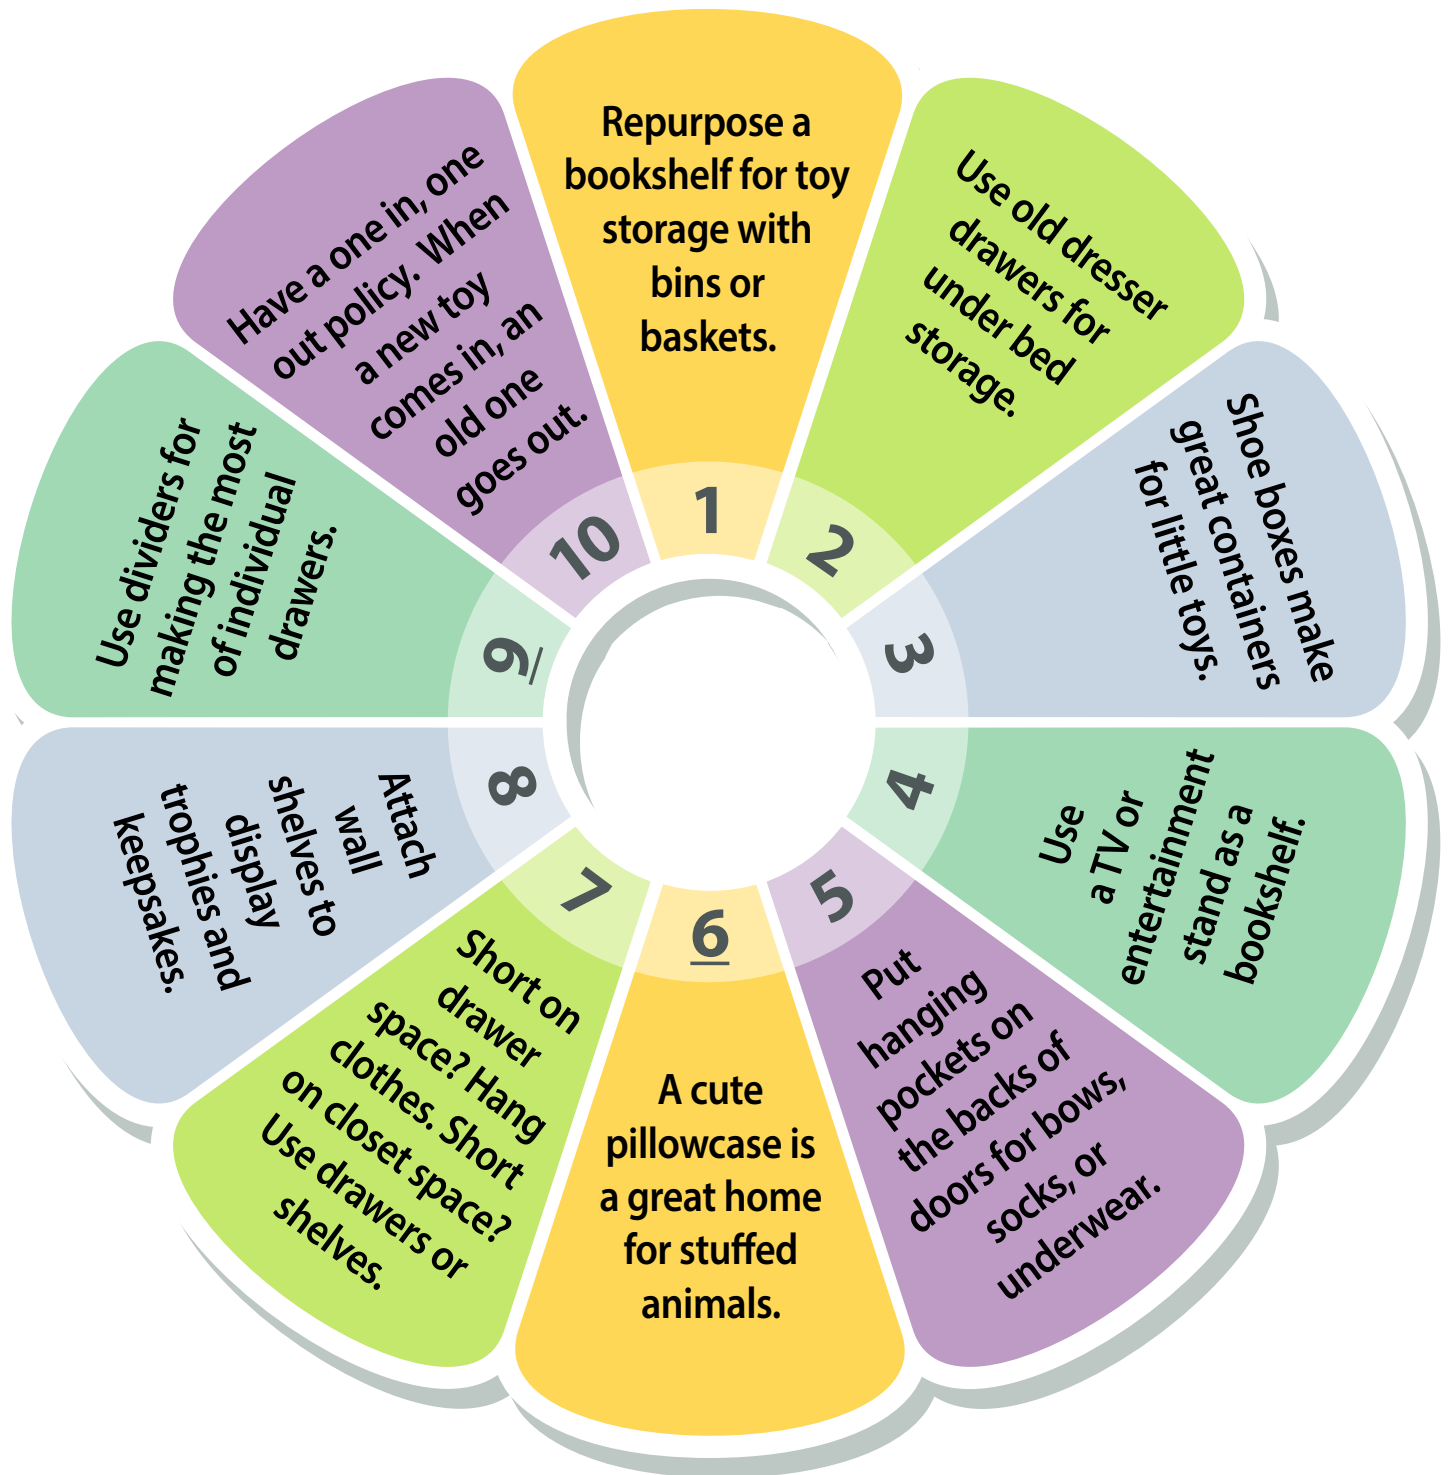 Repurpose a
bookshelf for toy
storage with
bins or
baskets.
1
Use old dresser
drawers for
under bed
storage.
2
Shoe boxes make
great containers
for little toys.
3
Use
a TV or
entertainment
stand as a
bookshelf.
4
Put
hanging
pockets on
the backs of
doors for bows,
socks, or
underwear.
5
A cute
pillowcase is
a great home
for stuffed
animals.
6
Short on
drawer
space? Hang
clothes. Short
on closet space?
Use drawers or
shelves.
7
Attach
wall
shelves to
display
trophies and
keepsakes.
8
Use dividers for
making the most
of individual
drawers.
9
Have a one in, one
out policy. When
a new toy
comes in, an
old one
goes out.
10